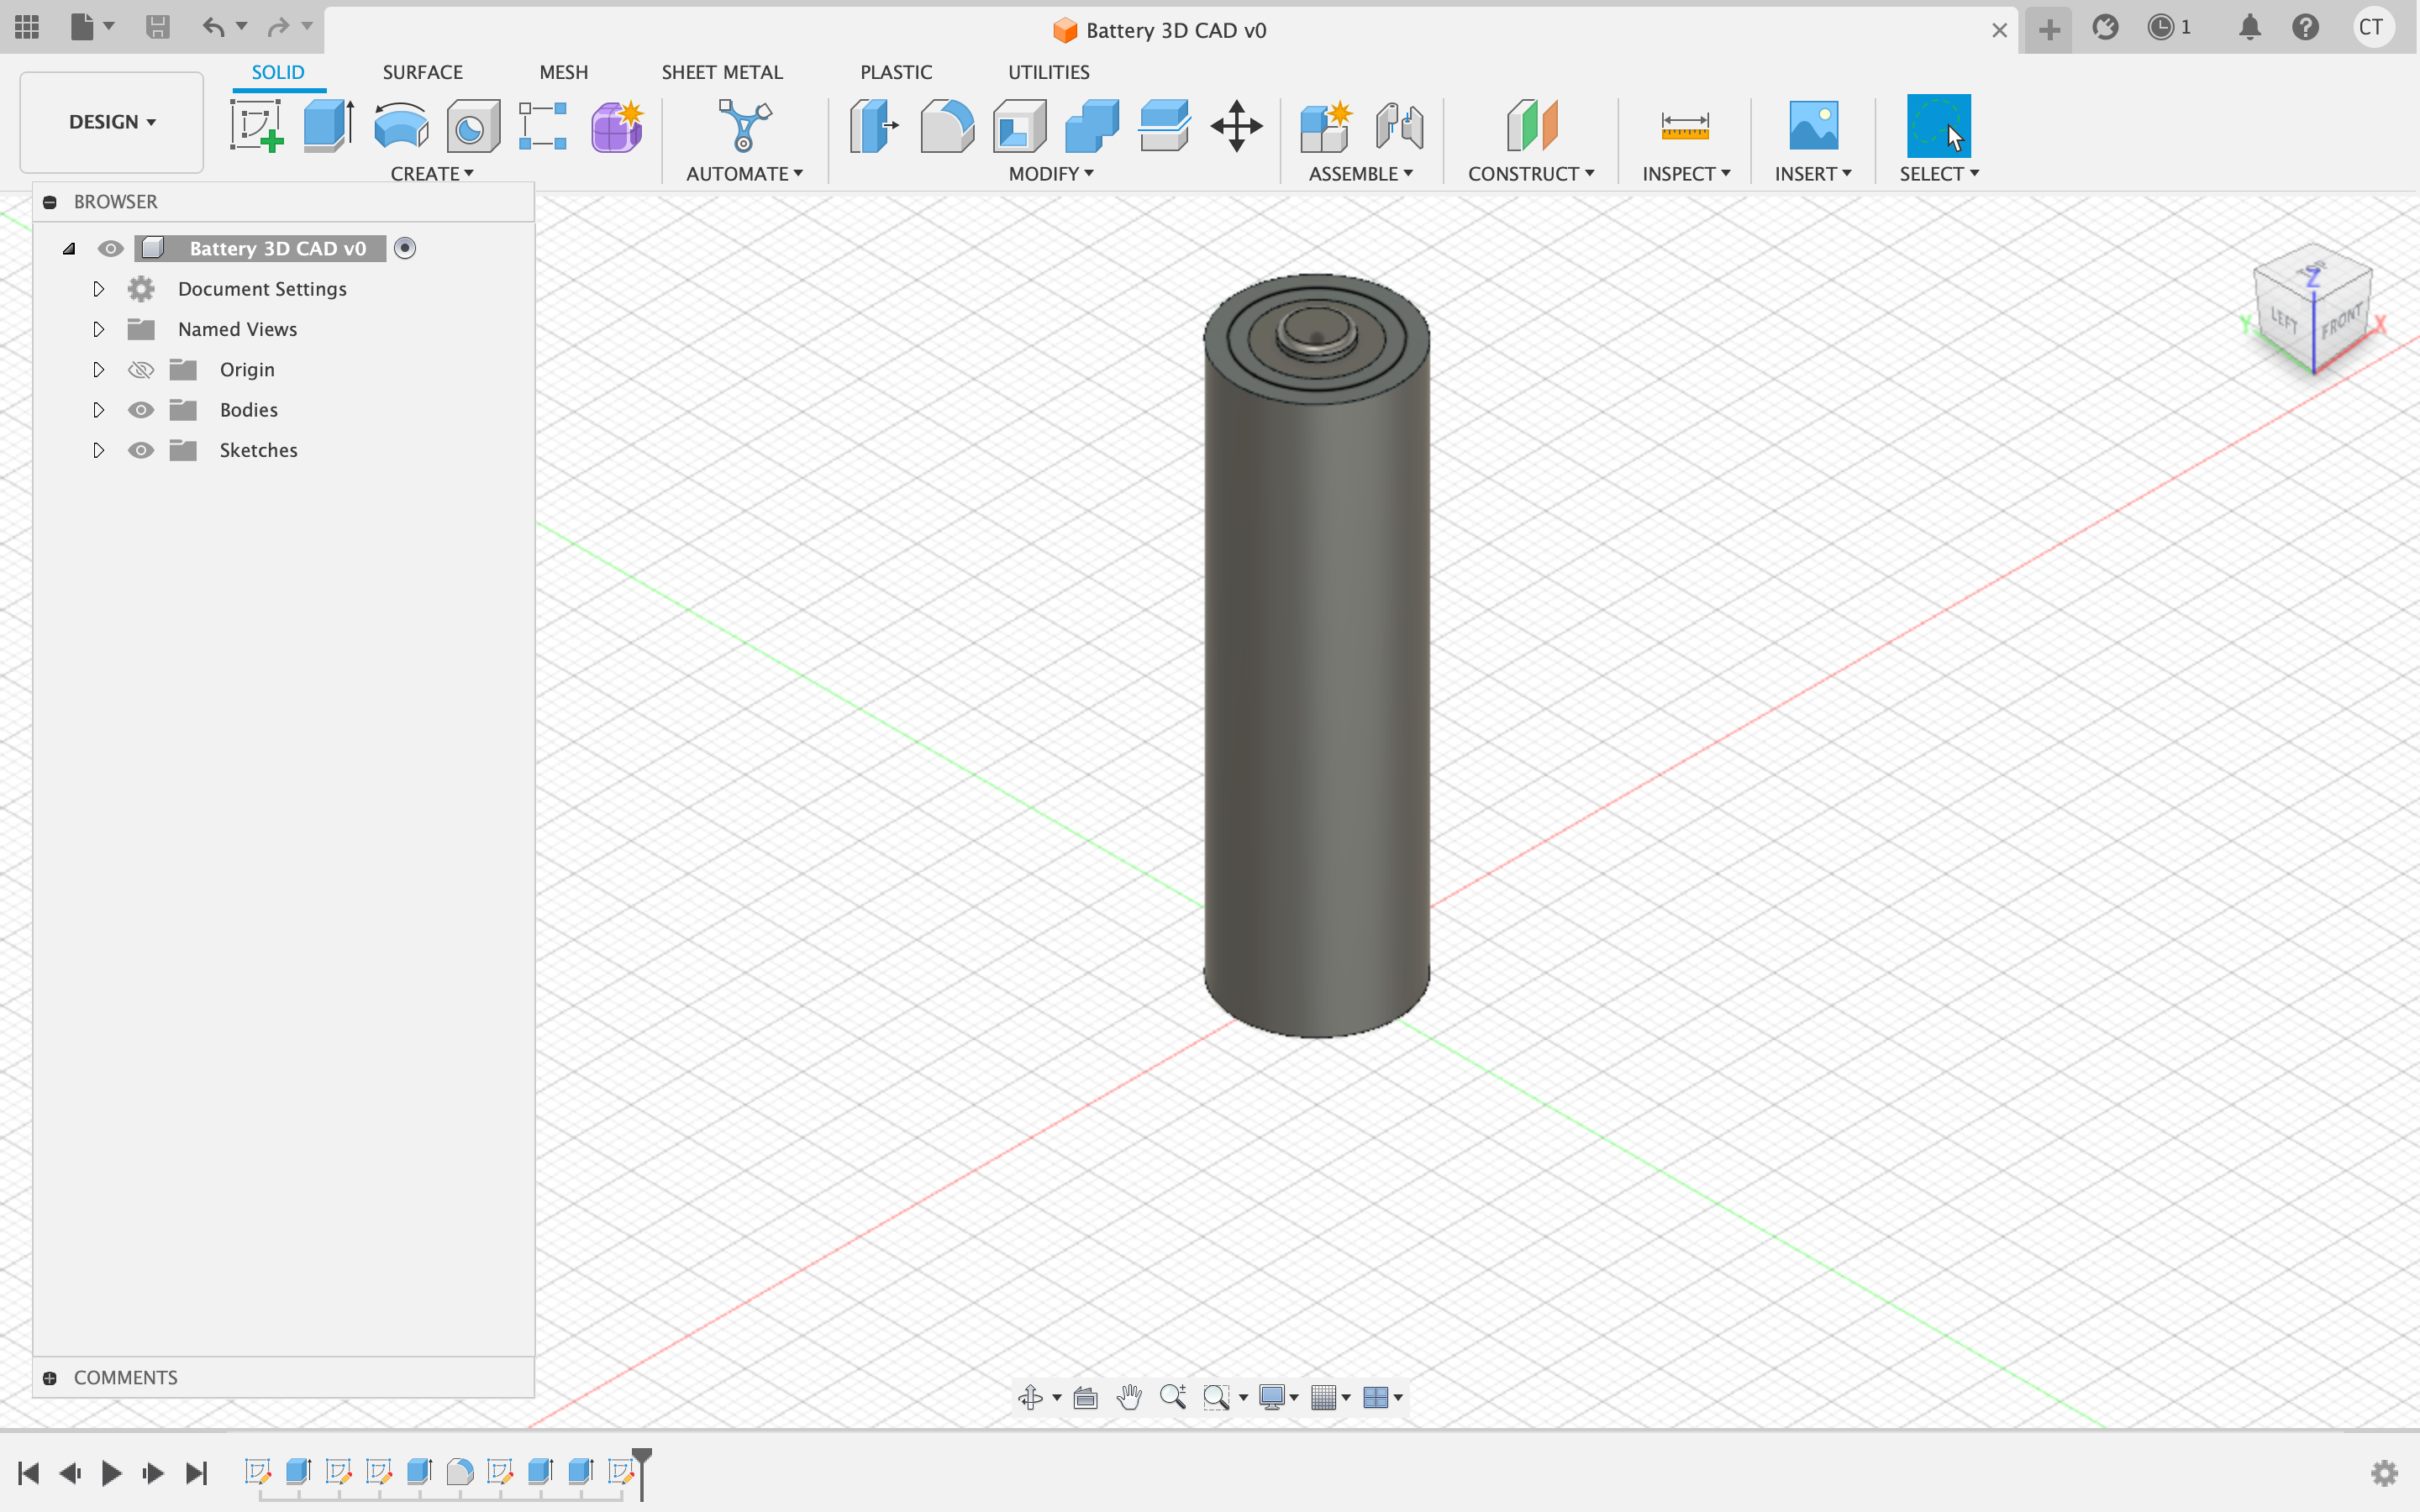 Battery 3D CAD v0
1
CT
SOLID SURFACE MESH SHEET METAL PLASTIC UTILITIES
DESIGN
CREATE AUTOMATE MODIFY ASSEMBLE CONSTRUCT INSPECT INSERT SELECT
BROWSER
Battery 3D CAD v0
Document Settings
Named Views
Origin
Bodies
Sketches
TOP
Z
LEFT FRONT
Y X
COMMENTS